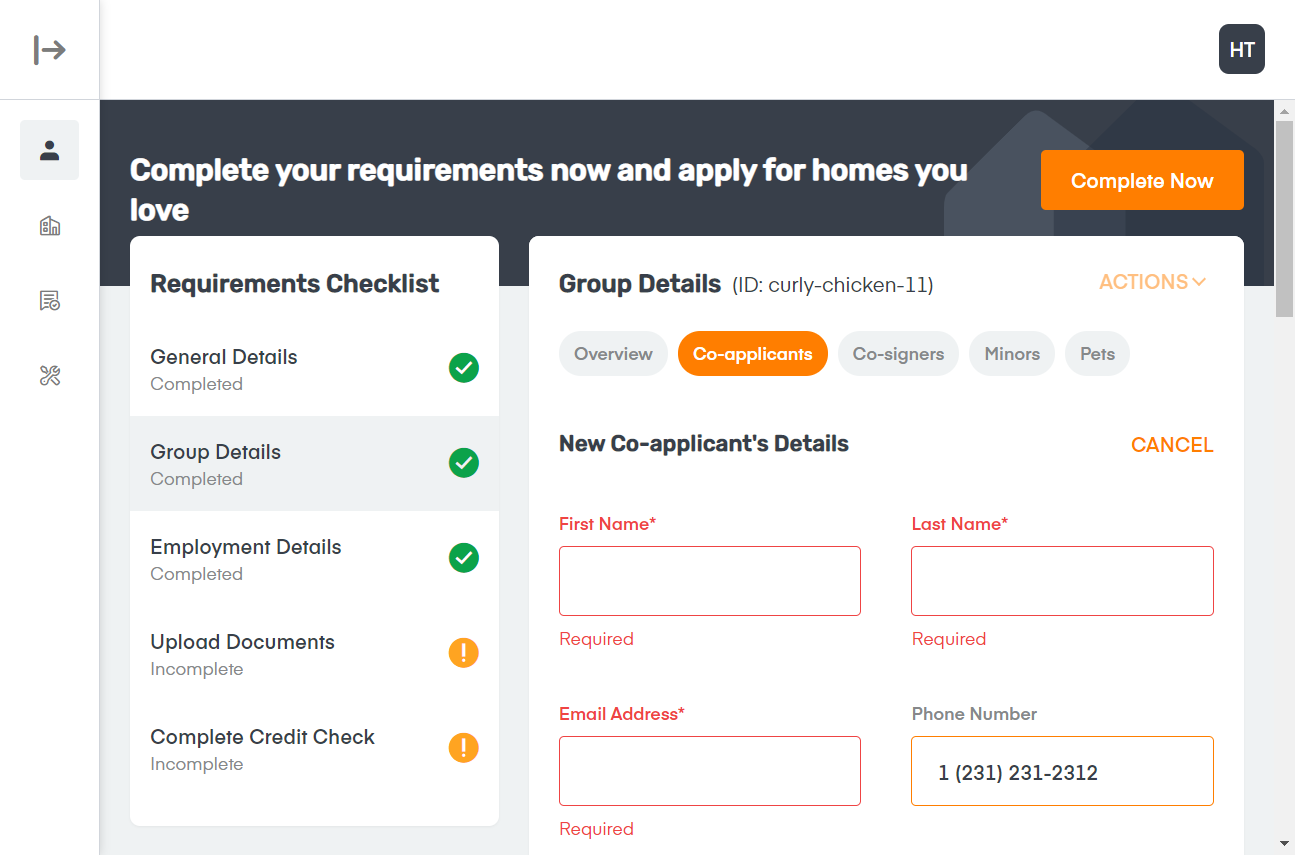 HT
Complete your requirements now and apply for homes you
love
Complete Now
Requirements Checklist
General Details
Completed
Group Details
Completed
Employment Details
Completed
Upload Documents
Incomplete
Complete Credit Check
Incomplete
Group Details (ID: curly-chicken-11)
ACTIONS
Overview
Co-applicants
Co-signers
Minors
Pets
New Co-applicant's Details
CANCEL
First Name*
Last Name*
Required
Required
Email Address*
Phone Number
1 (231) 231-2312
Required